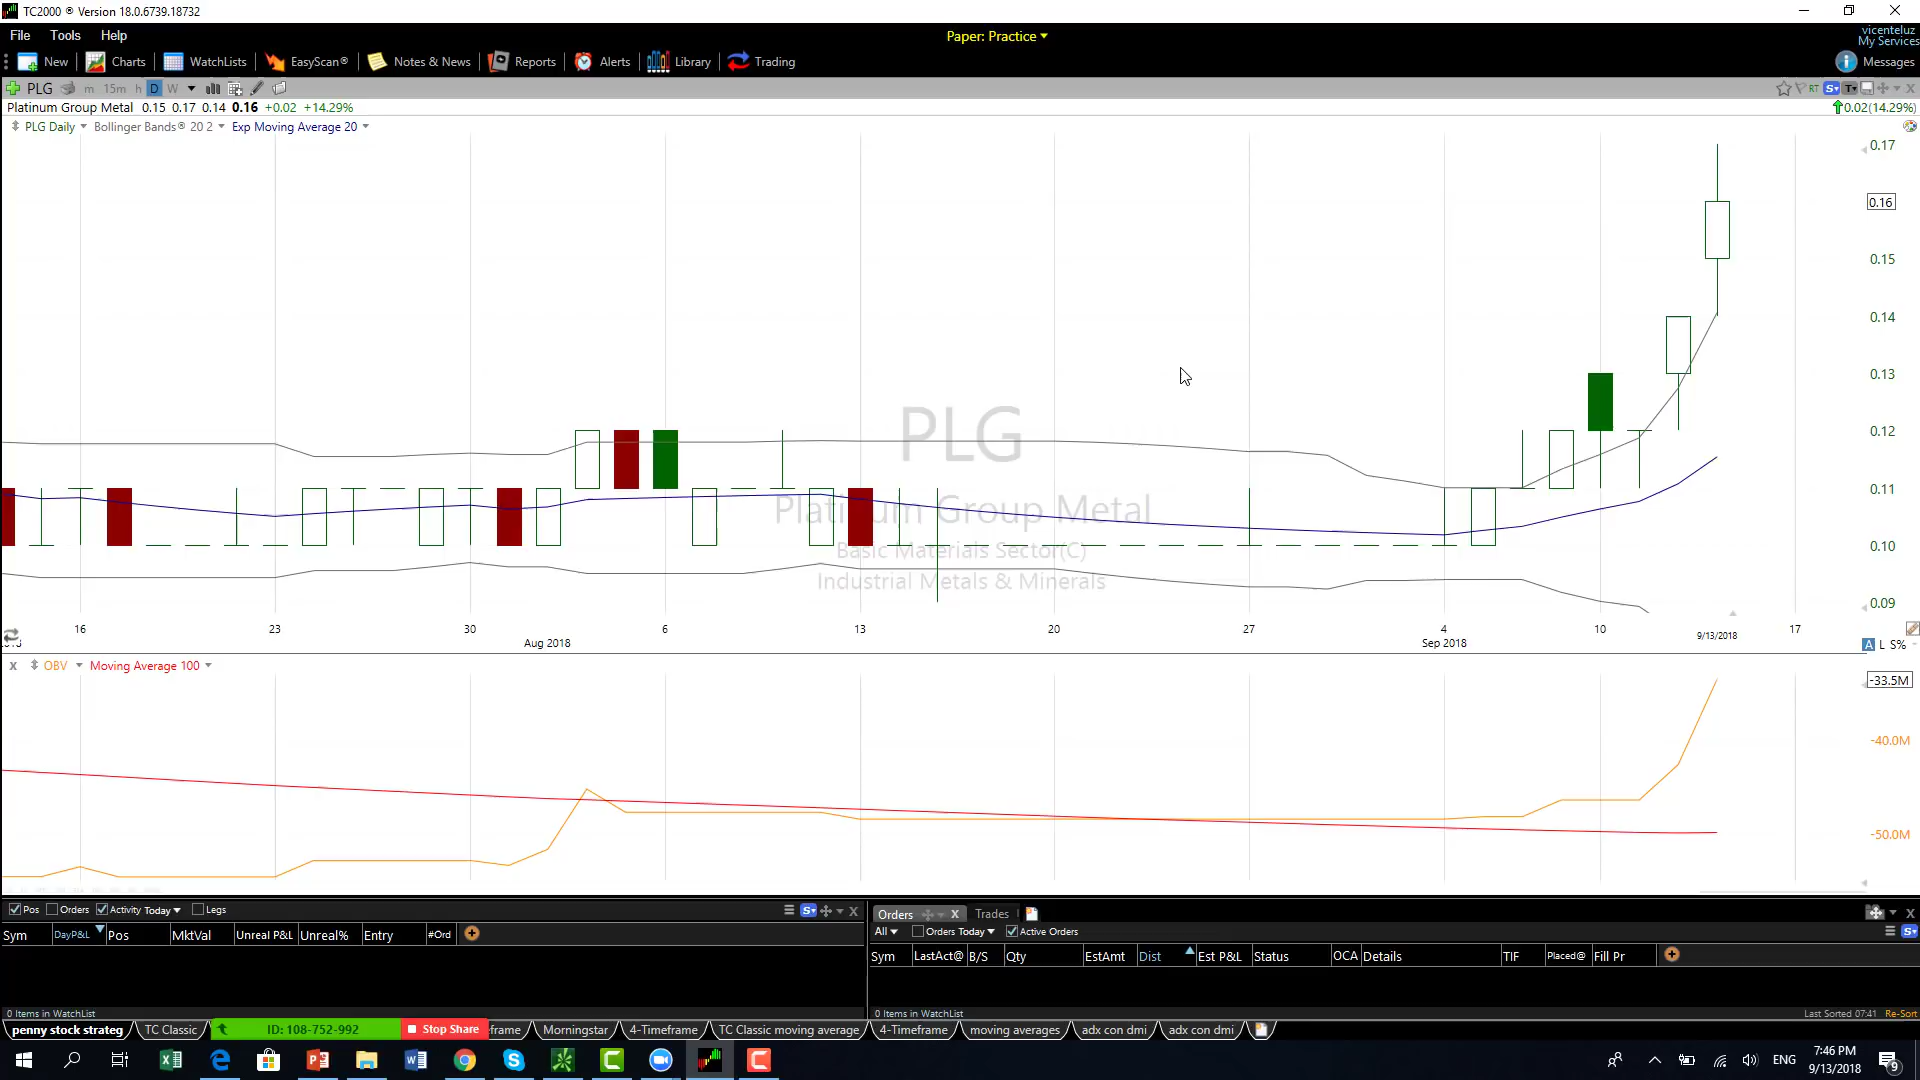 TC2000 ® Version 18.0.6739.18732
File Tools Help
Paper: Practice
vicenteluz
My Services
New Charts WatchLists EasyScan® Notes & News Reports Alerts Library Trading
Messages
PLG m 15m h D W
RT S T
Platinum Group Metal 0.15 0.17 0.14 0.16 +0.02 +14.29%
0.02(14.29%)
PLG Daily Bollinger Bands® 20 2 Exp Moving Average 20
0.17
0.16
0.15
0.14
0.13
0.12
0.11
0.10
0.09
PLG
Platinum Group Metal
Basic Materials Sector(C)
Industrial Metals & Minerals
16 23 30 6 13 20 27 4 10 9/13/2018 17
Aug 2018 Sep 2018
A L S%
x OBV Moving Average 100
-33.5M
-40.0M
-50.0M
Pos Orders Activity Today Legs
S
Sym DayP&L Pos MktVal Unreal P&L Unreal% Entry #Ord
0 Items in WatchList
Orders Trades
All Orders Today Active Orders
S
Sym LastAct@ B/S Qty EstAmt Dist Est P&L Status OCA Details TIF Placed@ Fill Pr
0 Items in WatchList
Last Sorted 07:41 Re-Sort
penny stock strateg TC Classic ID: 108-752-992 Stop Share frame Morningstar 4-Timeframe TC Classic moving average 4-Timeframe moving averages adx con dmi adx con dmi
ENG
7:46 PM
9/13/2018
9